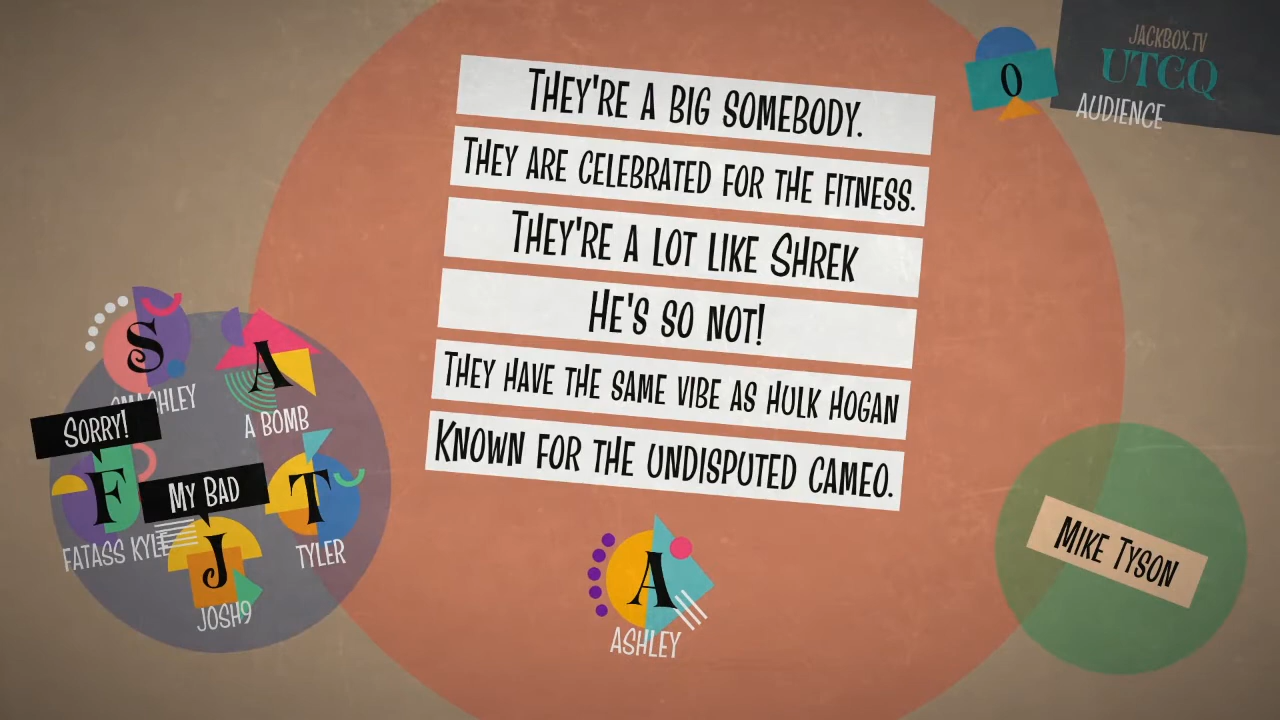 JACKBOX.TV
UTCQ
AUDIENCE
0
THEY'RE A BIG SOMEBODY.
THEY ARE CELEBRATED FOR THE FITNESS.
THEY'RE A LOT LIKE SHREK
HE'S SO NOT!
THEY HAVE THE SAME VIBE AS HULK HOGAN
KNOWN FOR THE UNDISPUTED CAMEO.
S
A
A BOMB
SORRY!
F
MY BAD
T
FATASS KYLE
TYLER
J
JOSH9
A
ASHLEY
MIKE TYSON